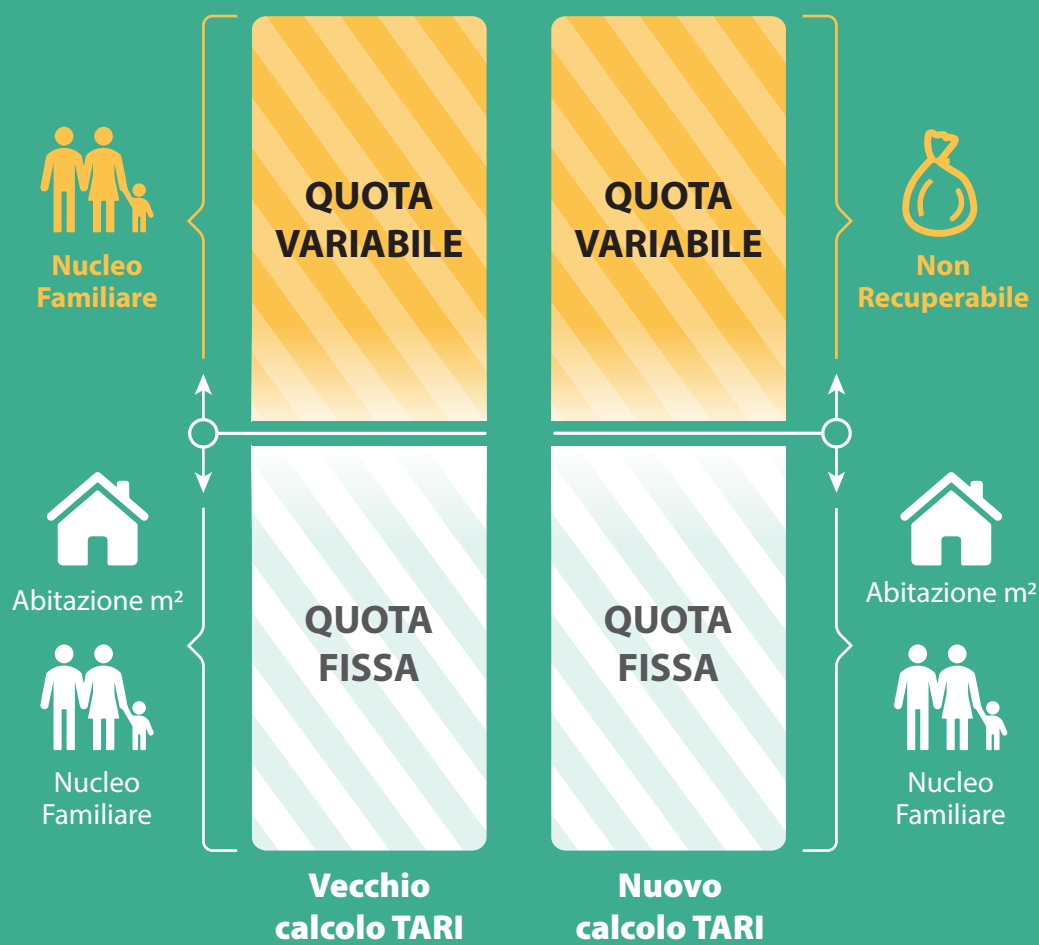 Nucleo
Familiare
QUOTA
VARIABILE
QUOTA
VARIABILE
Non
Recuperabile
Abitazione m²
Nucleo
Familiare
QUOTA
FISSA
QUOTA
FISSA
Abitazione m²
Nucleo
Familiare
Vecchio
calcolo TARI
Nuovo
calcolo TARI